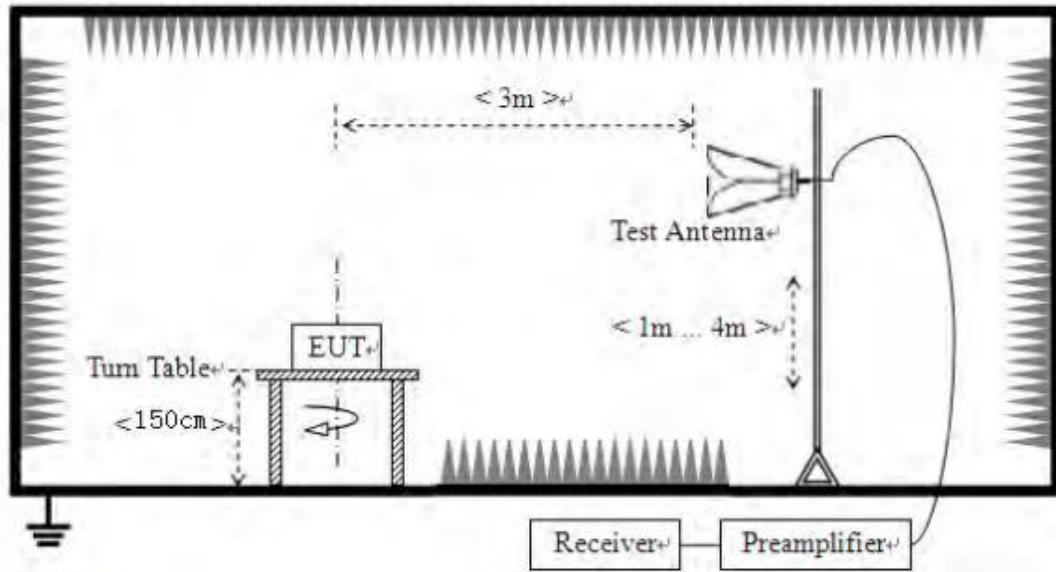 < 3m >↵
Test Antenna↵
< 1m ... 4m >↵
EUT↵
Turn Table↵
<150cm>↵
Receiver↵
Preamplifier↵